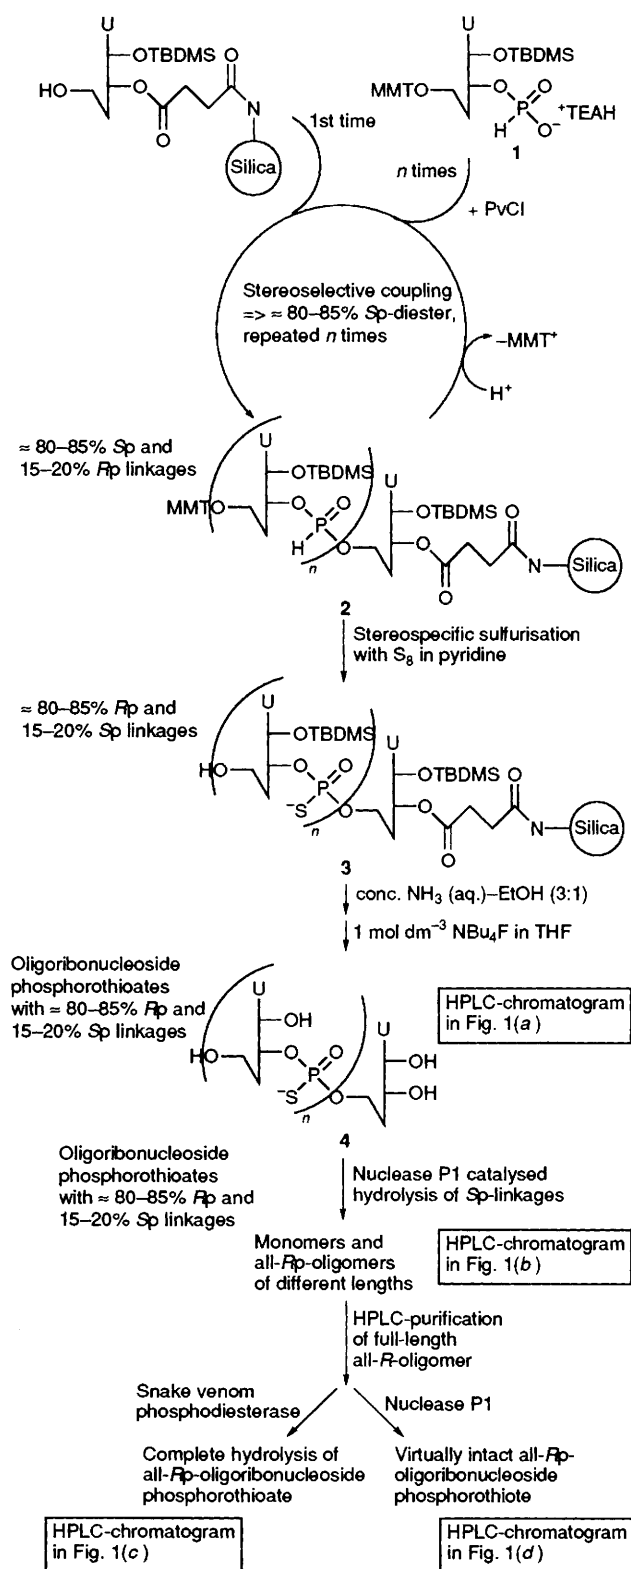 U
OTBDMS
HO
O
O
O
N
Silica
1st time
U
OTBDMS
MMTO
O
O
P
H
O⁻
⁺TEAH
1
n times
+ PvCl
Stereoselective coupling
=> ≈ 80–85% Sp-diester,
repeated n times
–MMT⁺
H⁺
≈ 80–85% Sp and
15–20% Rp linkages
U
OTBDMS
MMTO
O
O
P
H
O
n
U
OTBDMS
O
O
O
N
Silica
2
Stereospecific sulfurisation
with S₈ in pyridine
≈ 80–85% Rp and
15–20% Sp linkages
U
OTBDMS
HO
O
O
P
⁻S
O
n
U
OTBDMS
O
O
O
N
Silica
3
conc. NH₃ (aq.)–EtOH (3:1)
1 mol dm⁻³ NBu₄F in THF
Oligoribonucleoside
phosphorothioates
with ≈ 80–85% Rp and
15–20% Sp linkages
U
OH
HO
O
O
P
⁻S
O
n
U
OH
OH
4
HPLC-chromatogram
in Fig. 1(a)
Oligoribonucleoside
phosphorothioates
with ≈ 80–85% Rp and
15–20% Sp linkages
Nuclease P1 catalysed
hydrolysis of Sp-linkages
Monomers and
all-Rp-oligomers
of different lengths
HPLC-chromatogram
in Fig. 1(b)
HPLC-purification
of full-length
all-R-oligomer
Snake venom
phosphodiesterase
Nuclease P1
Complete hydrolysis of
all-Rp-oligoribonucleoside
phosphorothioate
Virtually intact all-Rp-
oligoribonucleoside
phosphorothiote
HPLC-chromatogram
in Fig. 1(c)
HPLC-chromatogram
in Fig. 1(d)